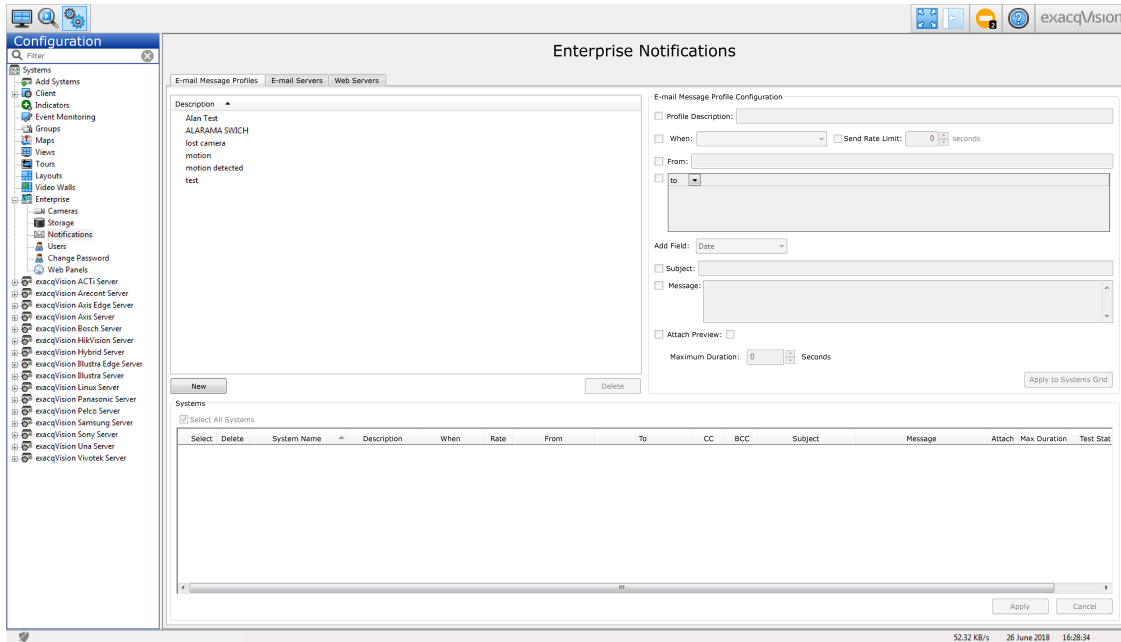 2
?
exacqVision
Configuration
Filter
Systems
Add Systems
Client
Indicators
Event Monitoring
Groups
Maps
Views
Tours
Layouts
Video Walls
Enterprise
Cameras
Storage
Notifications
Users
Change Password
Web Panels
exacqVision ACTi Server
exacqVision Arecont Server
exacqVision Axis Edge Server
exacqVision Axis Server
exacqVision Bosch Server
exacqVision HikVision Server
exacqVision Hybrid Server
exacqVision Illustra Edge Server
exacqVision Illustra Server
exacqVision Linux Server
exacqVision Panasonic Server
exacqVision Pelco Server
exacqVision Samsung Server
exacqVision Sony Server
exacqVision Una Server
exacqVision Vivotek Server
Enterprise Notifications
E-mail Message Profiles E-mail Servers Web Servers
Description
Alan Test
ALARAMA SWICH
lost camera
motion
motion detected
test
New Delete
E-mail Message Profile Configuration
Profile Description:
When: Send Rate Limit: 0 seconds
From:
to
Add Field: Date
Subject:
Message:
Attach Preview:
Maximum Duration: 0 Seconds
Apply to Systems Grid
Systems
Select All Systems
Select Delete System Name Description When Rate From To CC BCC Subject Message Attach Max Duration Test Stat
Apply Cancel
52.32 KB/s 26 June 2018 16:28:34